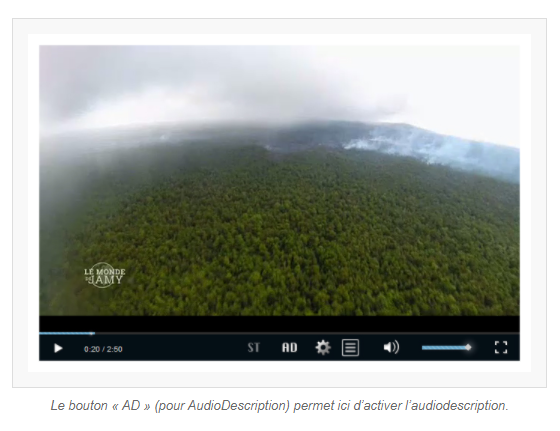 LE MONDE
DE JAMY
0:20 / 2:50
ST
AD
Le bouton « AD » (pour AudioDescription) permet ici d’activer l’audiodescription.